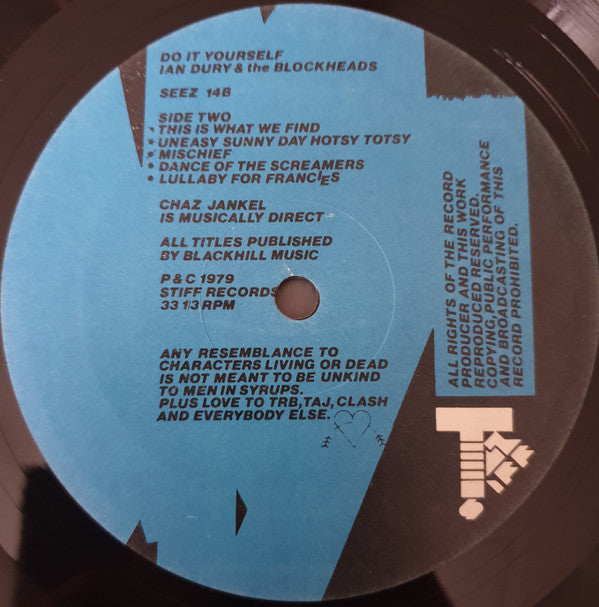 DO IT YOURSELF
IAN DURY & the BLOCKHEADS
SEEZ 14B
SIDE TWO
• THIS IS WHAT WE FIND
• UNEASY SUNNY DAY HOTSY TOTSY
• MISCHIEF
• DANCE OF THE SCREAMERS
• LULLABY FOR FRANCIES
CHAZ JANKEL
IS MUSICALLY DIRECT
ALL TITLES PUBLISHED
BY BLACKHILL MUSIC
P & C 1979
STIFF RECORDS
33 1/3 RPM
ANY RESEMBLANCE TO
CHARACTERS LIVING OR DEAD
IS NOT MEANT TO BE UNKIND
TO MEN IN SYRUPS.
PLUS LOVE TO TRB, TAJ, CLASH
AND EVERYBODY ELSE.
ALL RIGHTS OF THE RECORD
PRODUCER AND THIS WORK
REPRODUCER RESERVED.
COPYING, PUBLIC PERFORMANCE
AND BROADCASTING OF THIS
RECORD PROHIBITED.